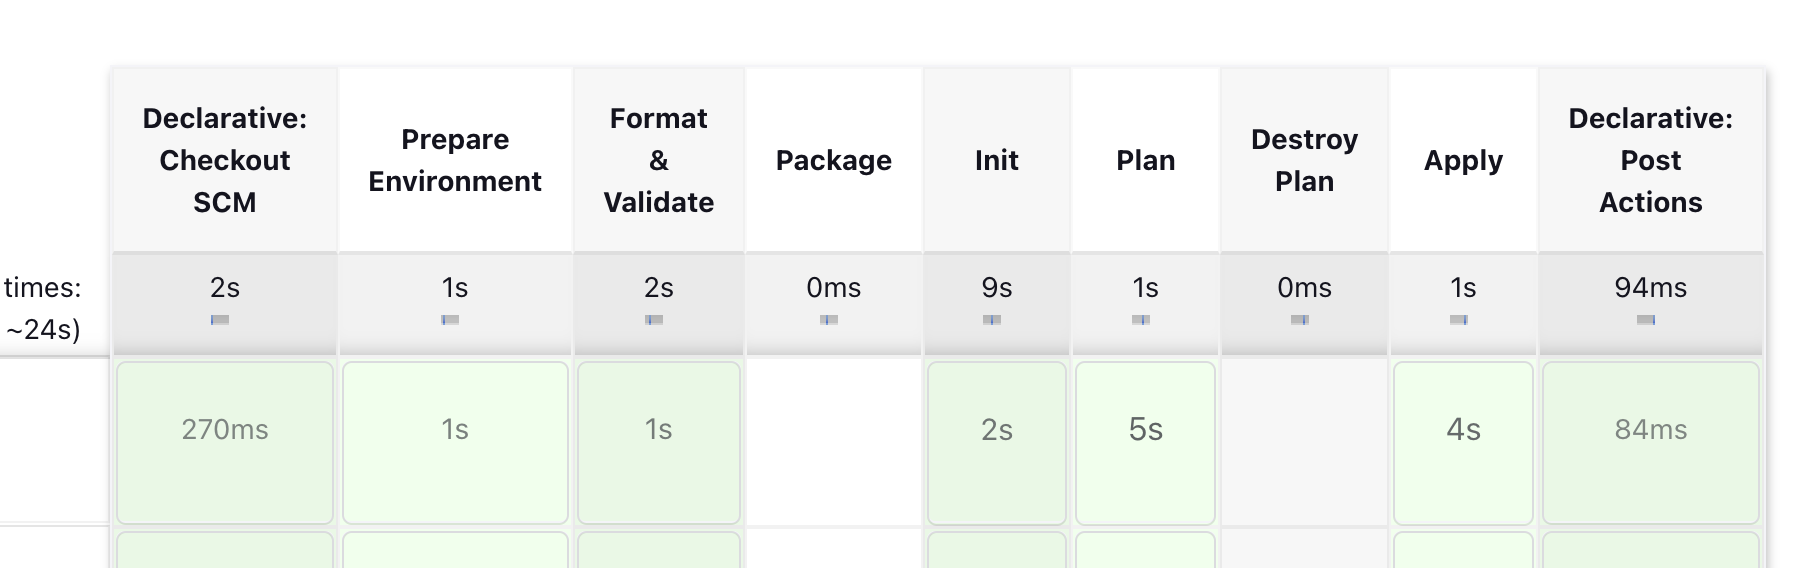 Declarative:
Checkout
SCM
Prepare
Environment
Format
&
Validate
Package
Init
Plan
Destroy
Plan
Apply
Declarative:
Post
Actions
times:
~24s)
2s
1s
2s
0ms
9s
1s
0ms
1s
94ms
270ms
1s
1s
2s
5s
4s
84ms